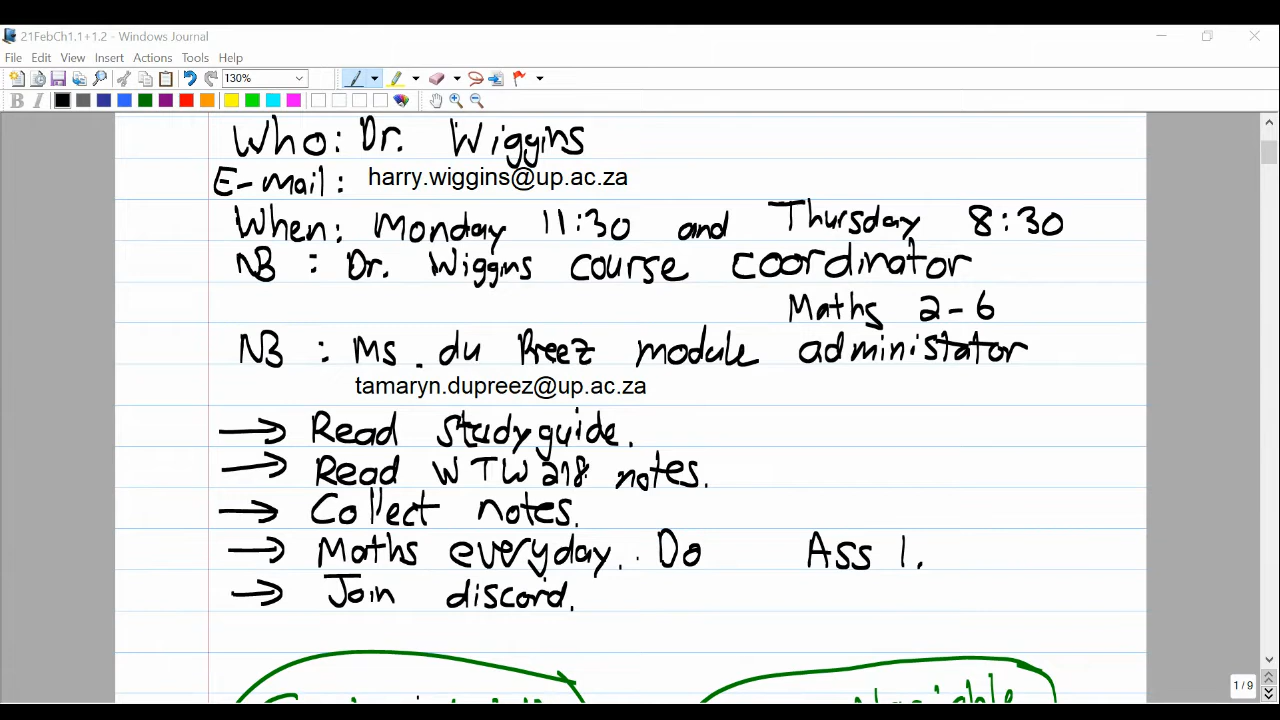 21FebCh1.1+1.2 - Windows Journal
File Edit View Insert Actions Tools Help
130%
B I
Who: Dr. Wiggins
E-mail: harry.wiggins@up.ac.za
When: Monday 11:30 and Thursday 8:30
NB : Dr. Wiggins course coordinator
Maths 2-6
NB : Ms. du Preez module administator
tamaryn.dupreez@up.ac.za
→ Read studyguide.
→ Read WTW218 notes.
→ Collect notes.
→ Maths everyday. Do Ass 1.
→ Join discord.
Variable
1 / 9